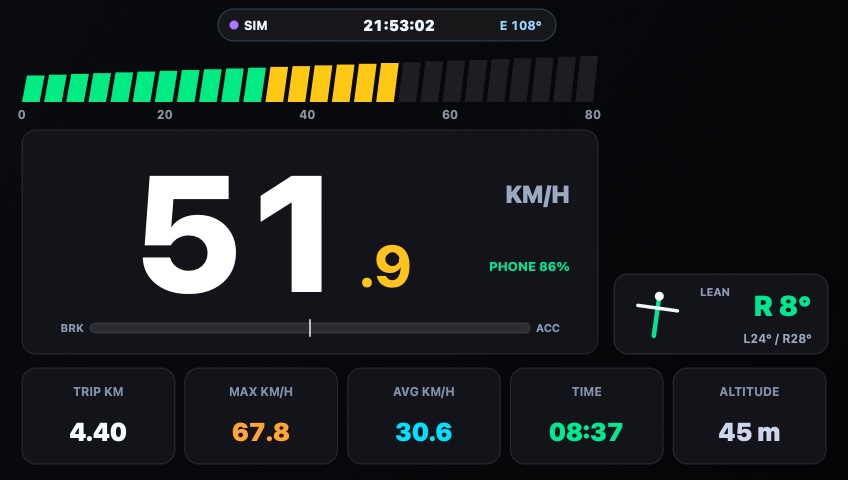 SIM 21:53:02 E 108°
0 20 40 60 80
51.9
KM/H
PHONE 86%
BRK ACC
LEAN
R 8°
L24° / R28°
TRIP KM
4.40
MAX KM/H
67.8
AVG KM/H
30.6
TIME
08:37
ALTITUDE
45 m